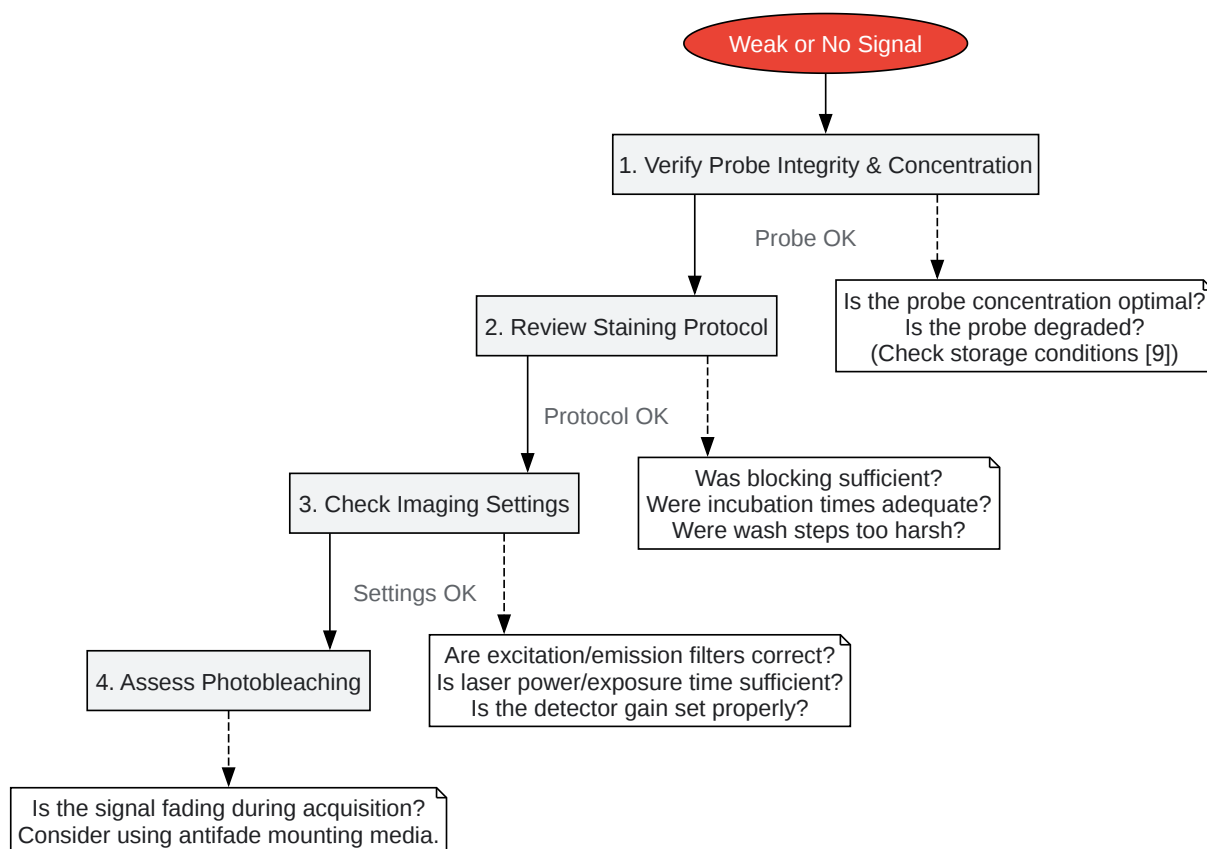 Weak or No Signal
1. Verify Probe Integrity & Concentration
Probe OK
Is the probe concentration optimal?
Is the probe degraded?
(Check storage conditions [9])
2. Review Staining Protocol
Protocol OK
Was blocking sufficient?
Were incubation times adequate?
Were wash steps too harsh?
3. Check Imaging Settings
Settings OK
Are excitation/emission filters correct?
Is laser power/exposure time sufficient?
Is the detector gain set properly?
4. Assess Photobleaching
Is the signal fading during acquisition?
Consider using antifade mounting media.